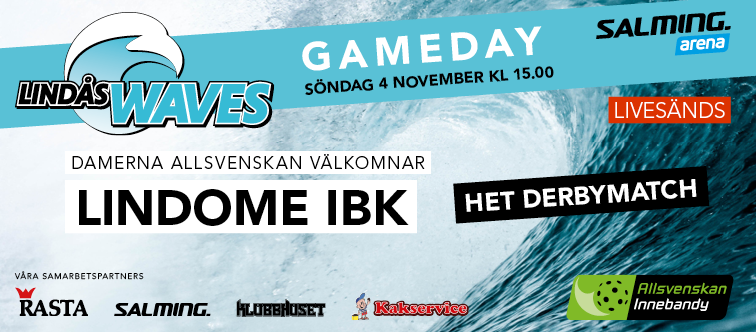 LINDÅS WAVES
GAMEDAY
SÖNDAG 4 NOVEMBER KL 15.00
SALMING.
arena
LIVESÄNDS
DAMERNA ALLSVENSKAN VÄLKOMNAR
LINDOME IBK
HET DERBYMATCH
VÅRA SAMARBETSPARTNERS
RASTA SALMING. KLUBBHUSET Kakservice
Allsvenskan
Innebandy